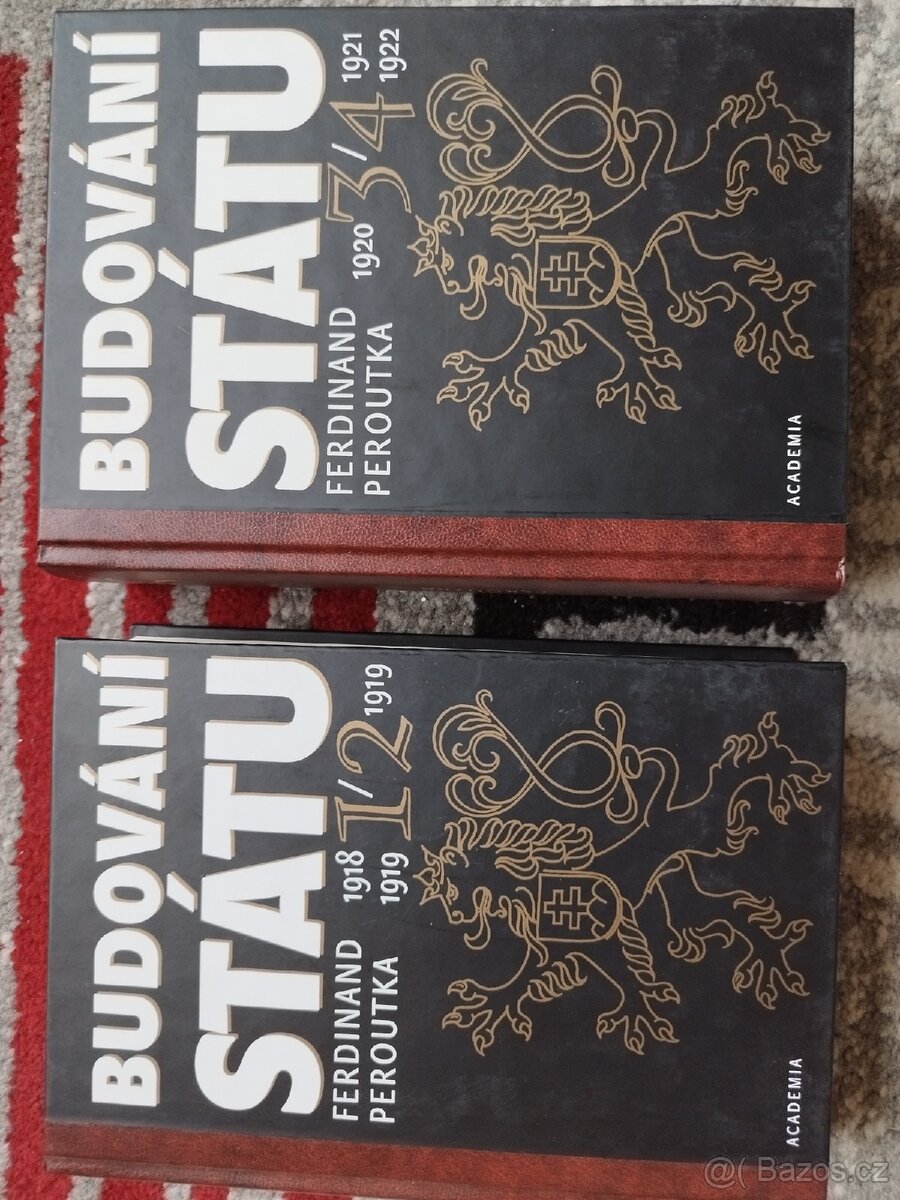 BUDOVÁNÍ
STÁTU
1921
3/4 1922
1920
FERDINAND
PEROUTKA
ACADEMIA
BUDOVÁNÍ
STÁTU
1918 1/2 1919
1919
FERDINAND
PEROUTKA
ACADEMIA
@( Bazos.cz